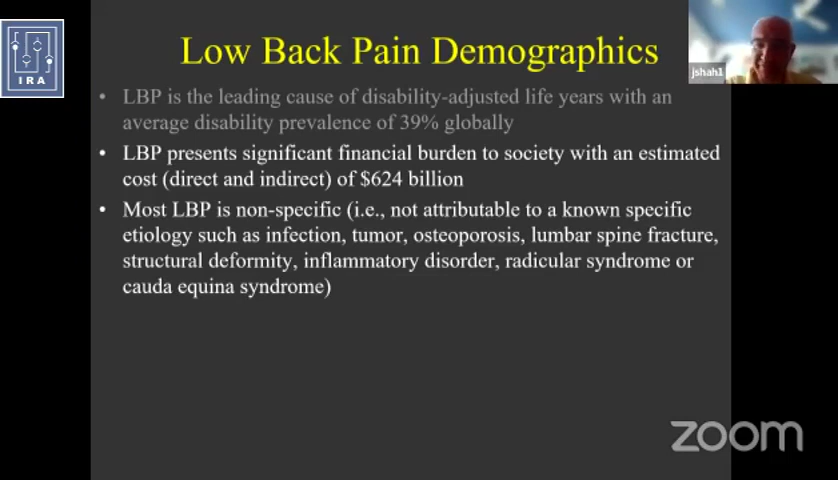 IRA
Low Back Pain Demographics
jshah1
• LBP is the leading cause of disability-adjusted life years with an
average disability prevalence of 39% globally
• LBP presents significant financial burden to society with an estimated
cost (direct and indirect) of $624 billion
• Most LBP is non-specific (i.e., not attributable to a known specific
etiology such as infection, tumor, osteoporosis, lumbar spine fracture,
structural deformity, inflammatory disorder, radicular syndrome or
cauda equina syndrome)
zoom